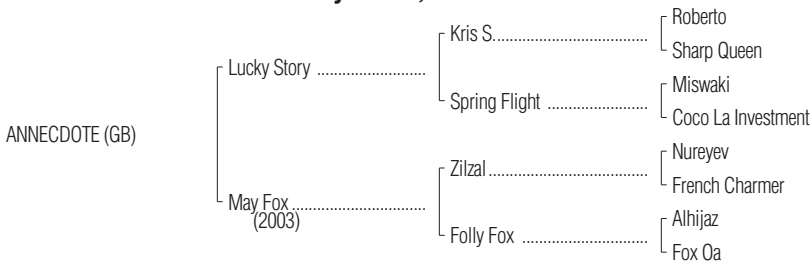 Roberto
Kris S.
Sharp Queen
Lucky Story
Miswaki
Spring Flight
Coco La Investment
ANNECDOTE (GB)
Nureyev
Zilzal
French Charmer
May Fox
(2003)
Alhijaz
Folly Fox
Fox Oa